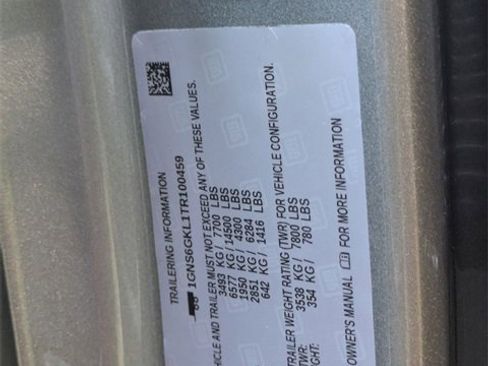 TRAILERING INFORMATION
1GNS6GKL1TR100459
AND TRAILER MUST NOT EXCEED ANY OF THESE VALUES.
3493 KG / 7700 LBS
6577 KG / 14500 LBS
1950 KG / 4300 LBS
2851 KG / 6284 LBS
642 KG / 1416 LBS
TRAILER WEIGHT RATING (TWR) FOR VEHICLE CONFIGURATION.
TWR: 3538 KG / 7800 LBS
354 KG / 780 LBS
OWNER'S MANUAL FOR MORE INFORMATION